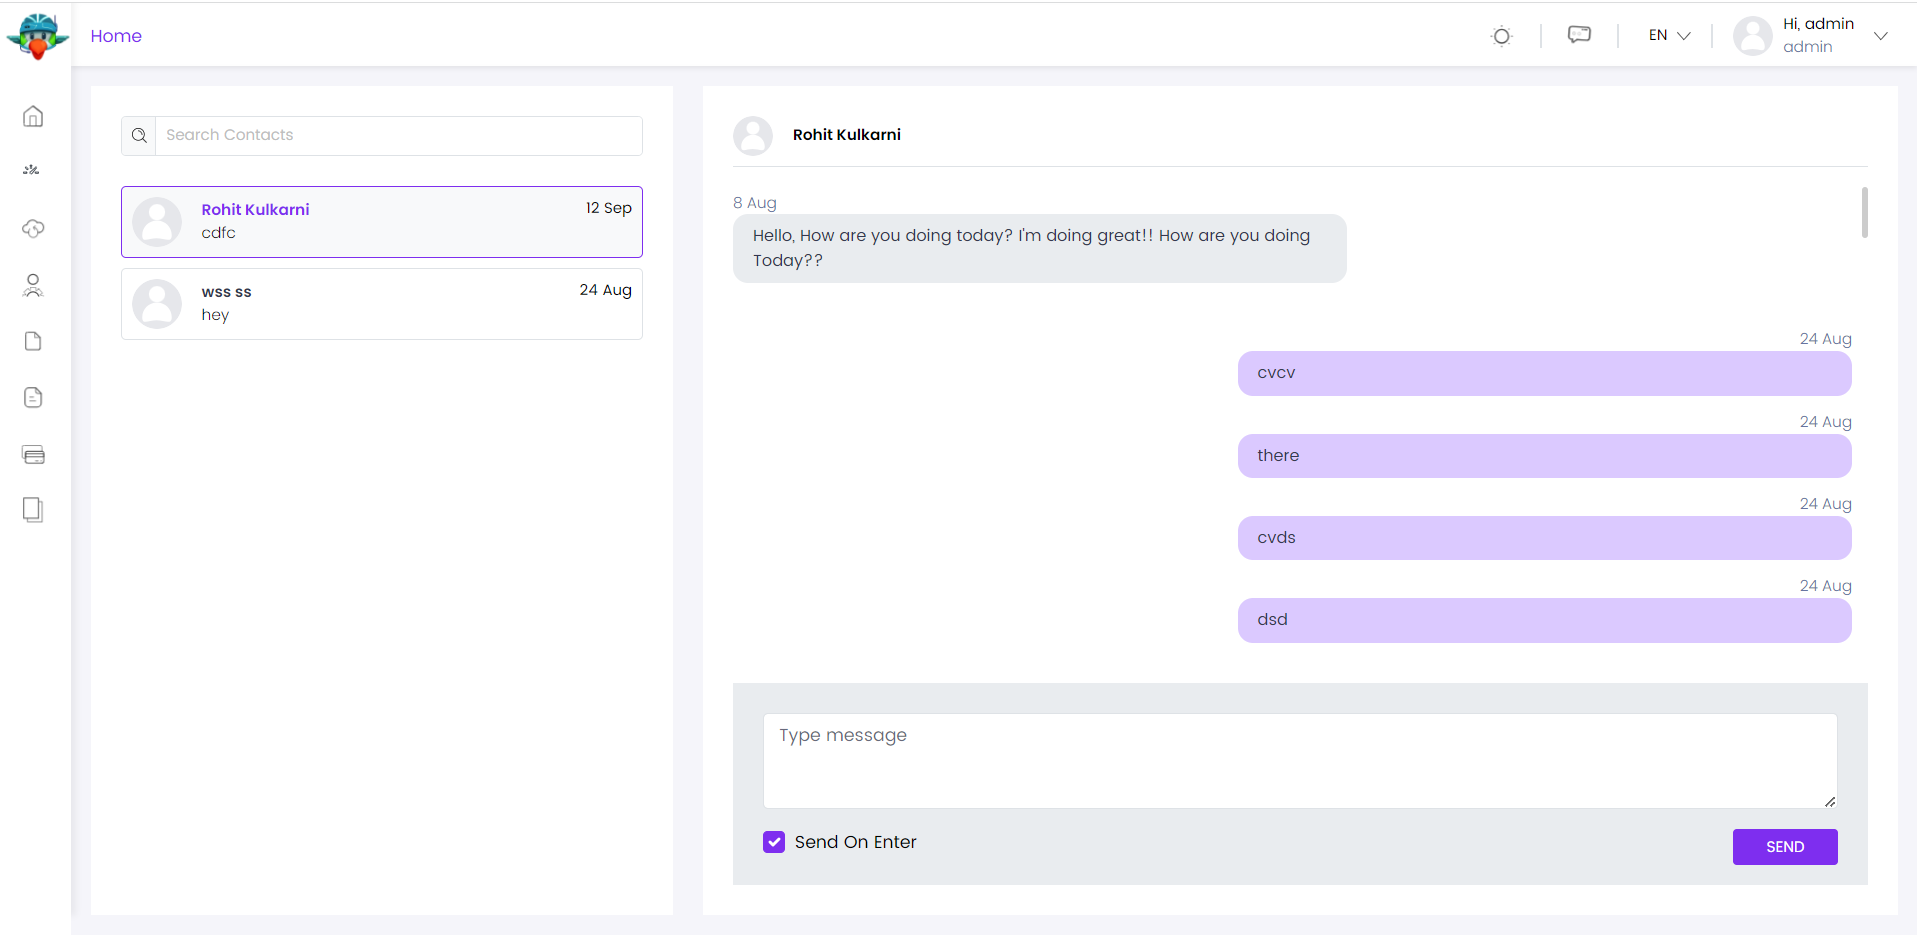 Home
EN
Hi, admin
admin
Search Contacts
Rohit Kulkarni
12 Sep
cdfc
wss ss
24 Aug
hey
Rohit Kulkarni
8 Aug
Hello, How are you doing today? I'm doing great!! How are you doing
Today??
24 Aug
cvcv
24 Aug
there
24 Aug
cvds
24 Aug
dsd
Type message
Send On Enter
SEND